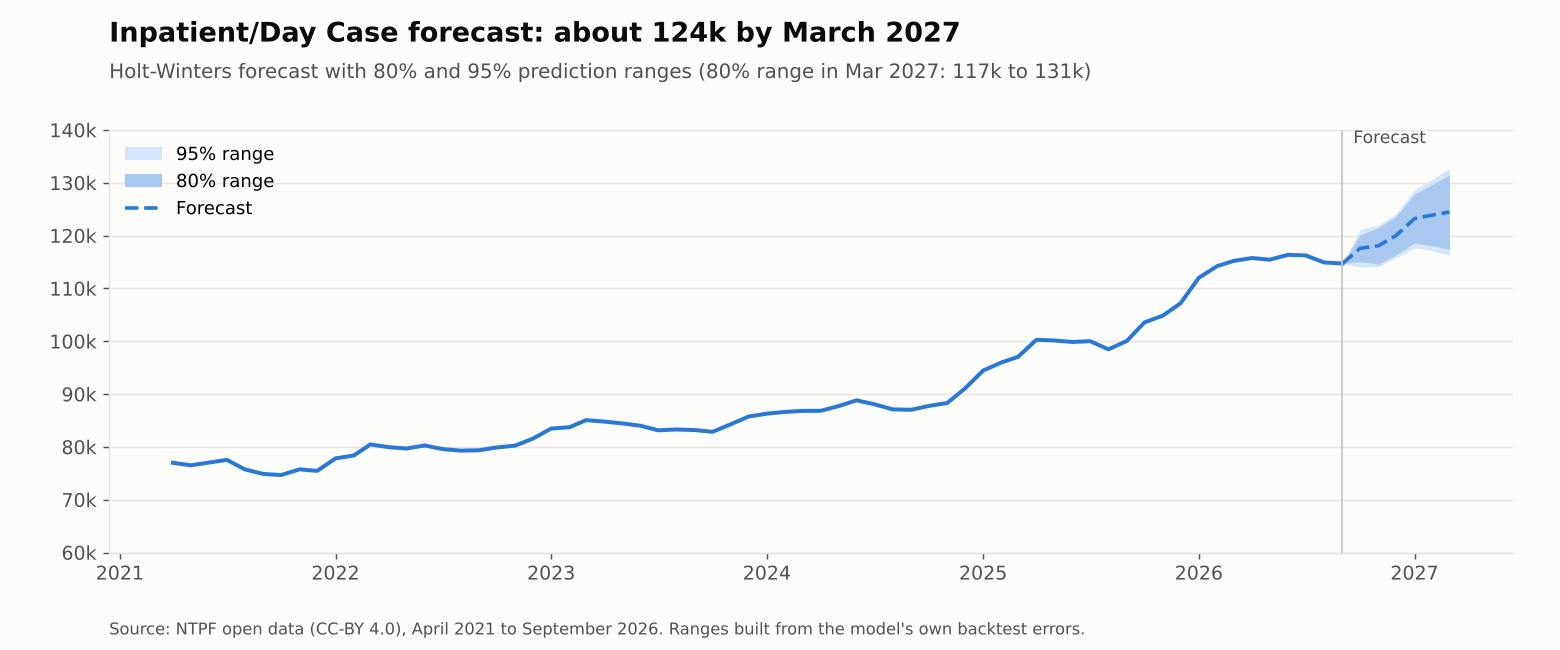 Inpatient/Day Case forecast: about 124k by March 2027
Holt-Winters forecast with 80% and 95% prediction ranges (80% range in Mar 2027: 117k to 131k)
140k
130k
120k
110k
100k
90k
80k
70k
60k
95% range
80% range
Forecast
Forecast
2021
2022
2023
2024
2025
2026
2027
Source: NTPF open data (CC-BY 4.0), April 2021 to September 2026. Ranges built from the model's own backtest errors.